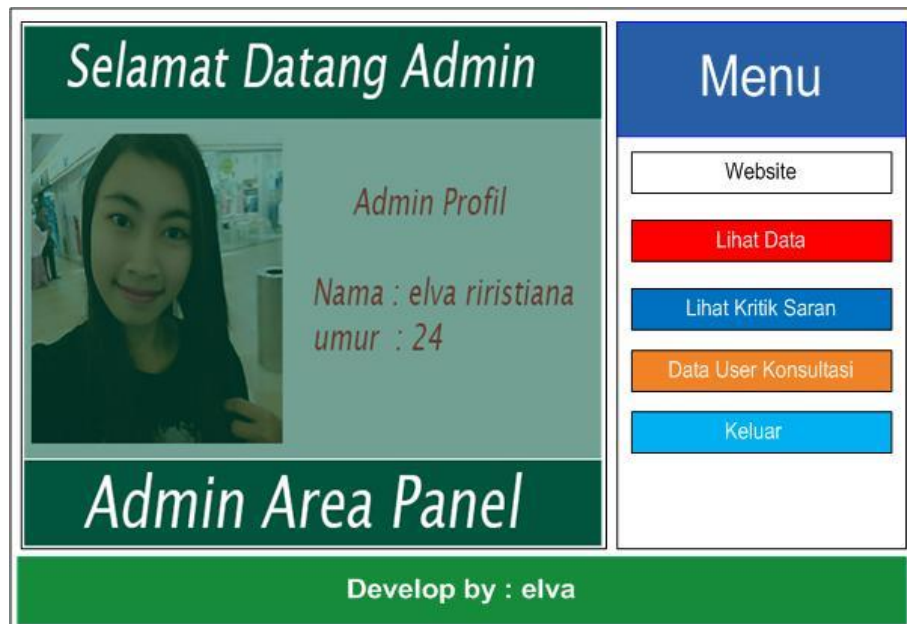 Selamat Datang Admin
Admin Profil
Nama : elva riristiana
umur : 24
Admin Area Panel
Menu
Website
Lihat Data
Lihat Kritik Saran
Data User Konsultasi
Keluar
Develop by : elva